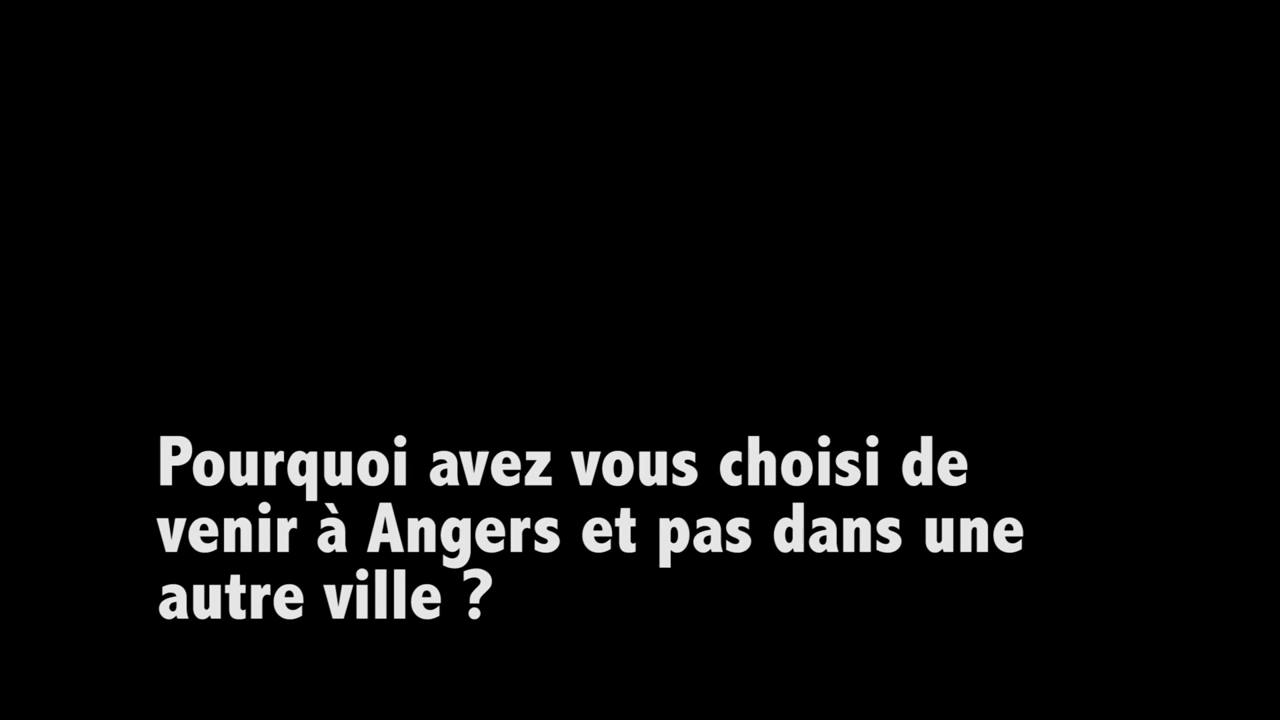 Pourquoi avez vous choisi de
venir à Angers et pas dans une
autre ville ?